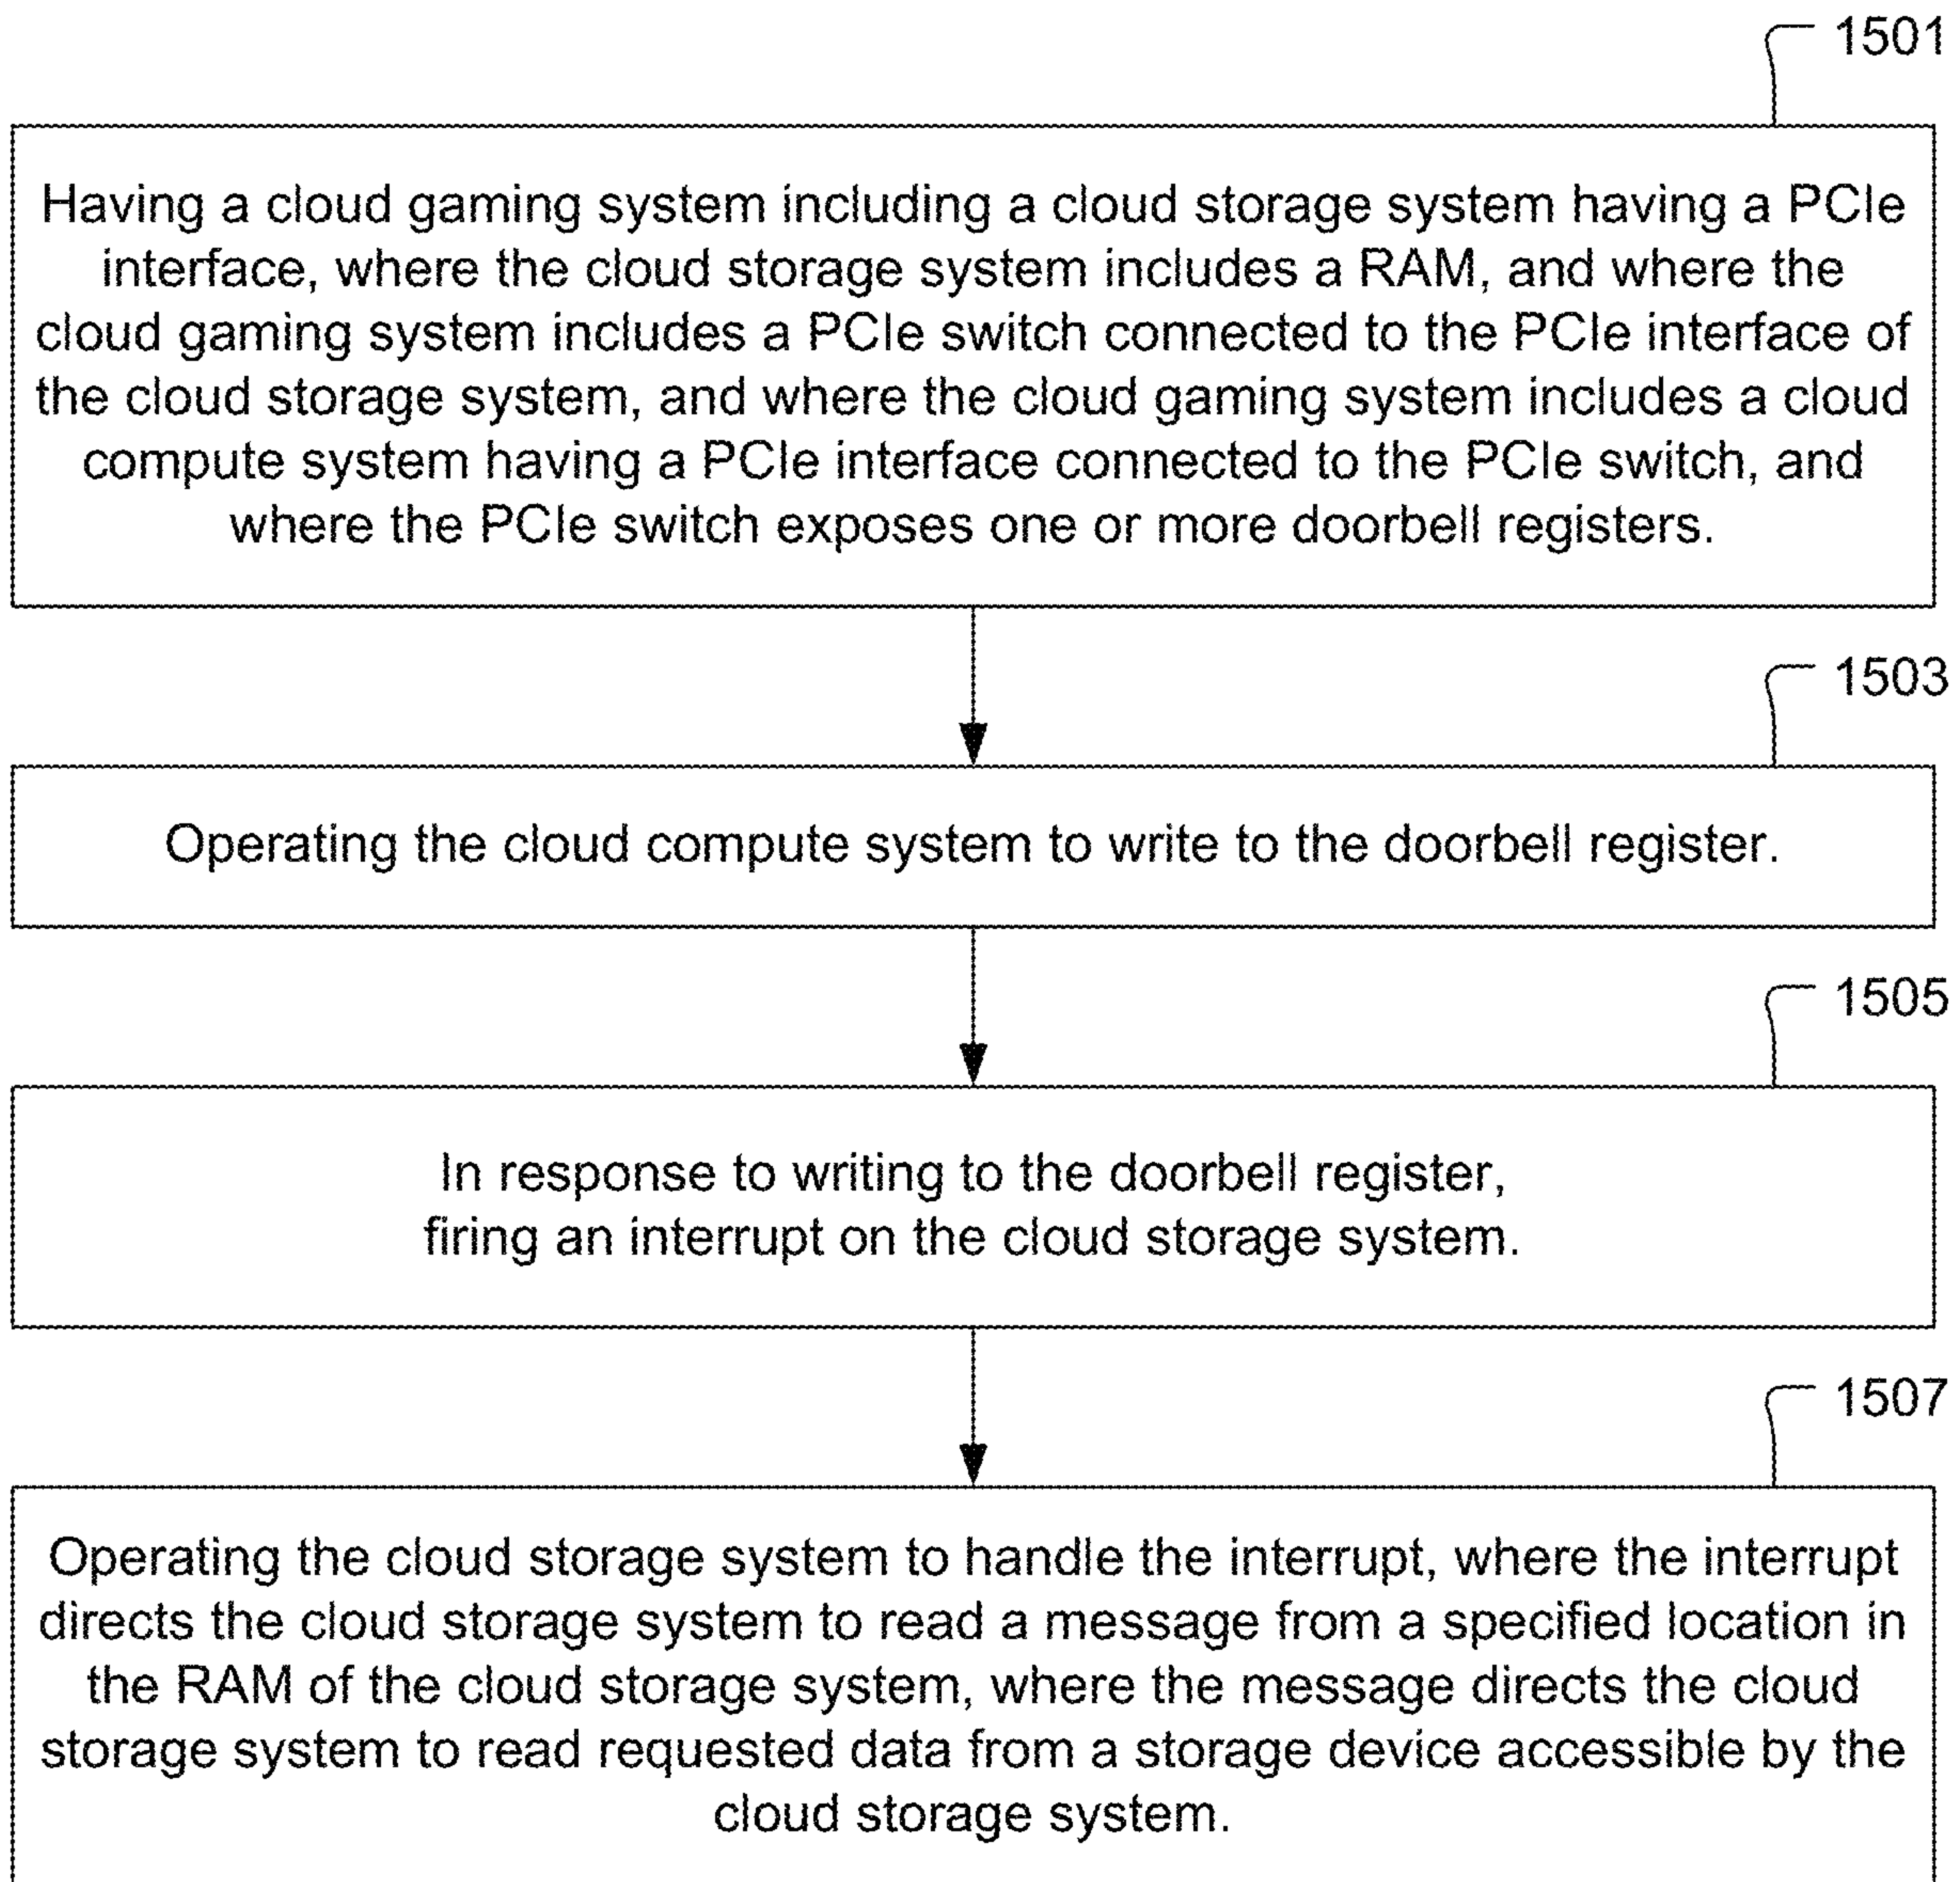 1501
Having a cloud gaming system including a cloud storage system having a PCIe
interface, where the cloud storage system includes a RAM, and where the
cloud gaming system includes a PCIe switch connected to the PCIe interface of
the cloud storage system, and where the cloud gaming system includes a cloud
compute system having a PCIe interface connected to the PCIe switch, and
where the PCIe switch exposes one or more doorbell registers.
1503
Operating the cloud compute system to write to the doorbell register.
1505
In response to writing to the doorbell register,
firing an interrupt on the cloud storage system.
1507
Operating the cloud storage system to handle the interrupt, where the interrupt
directs the cloud storage system to read a message from a specified location in
the RAM of the cloud storage system, where the message directs the cloud
storage system to read requested data from a storage device accessible by the
cloud storage system.